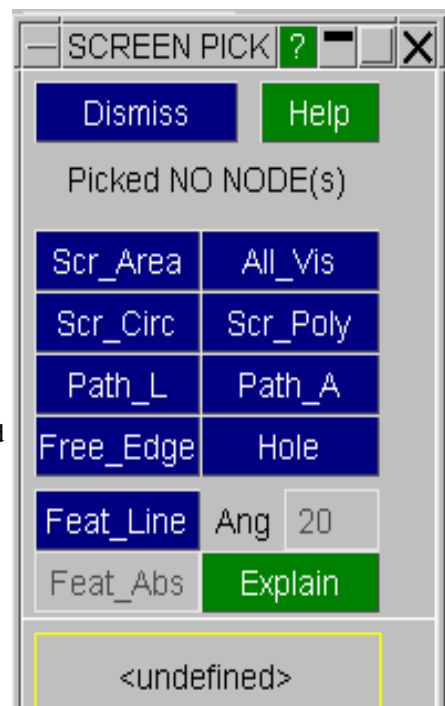 SCREEN PICK ?
Dismiss Help
Picked NO NODE(s)
Scr_Area All_Vis
Scr_Circ Scr_Poly
Path_L Path_A
Free_Edge Hole
Feat_Line Ang 20
Feat_Abs Explain
<undefined>